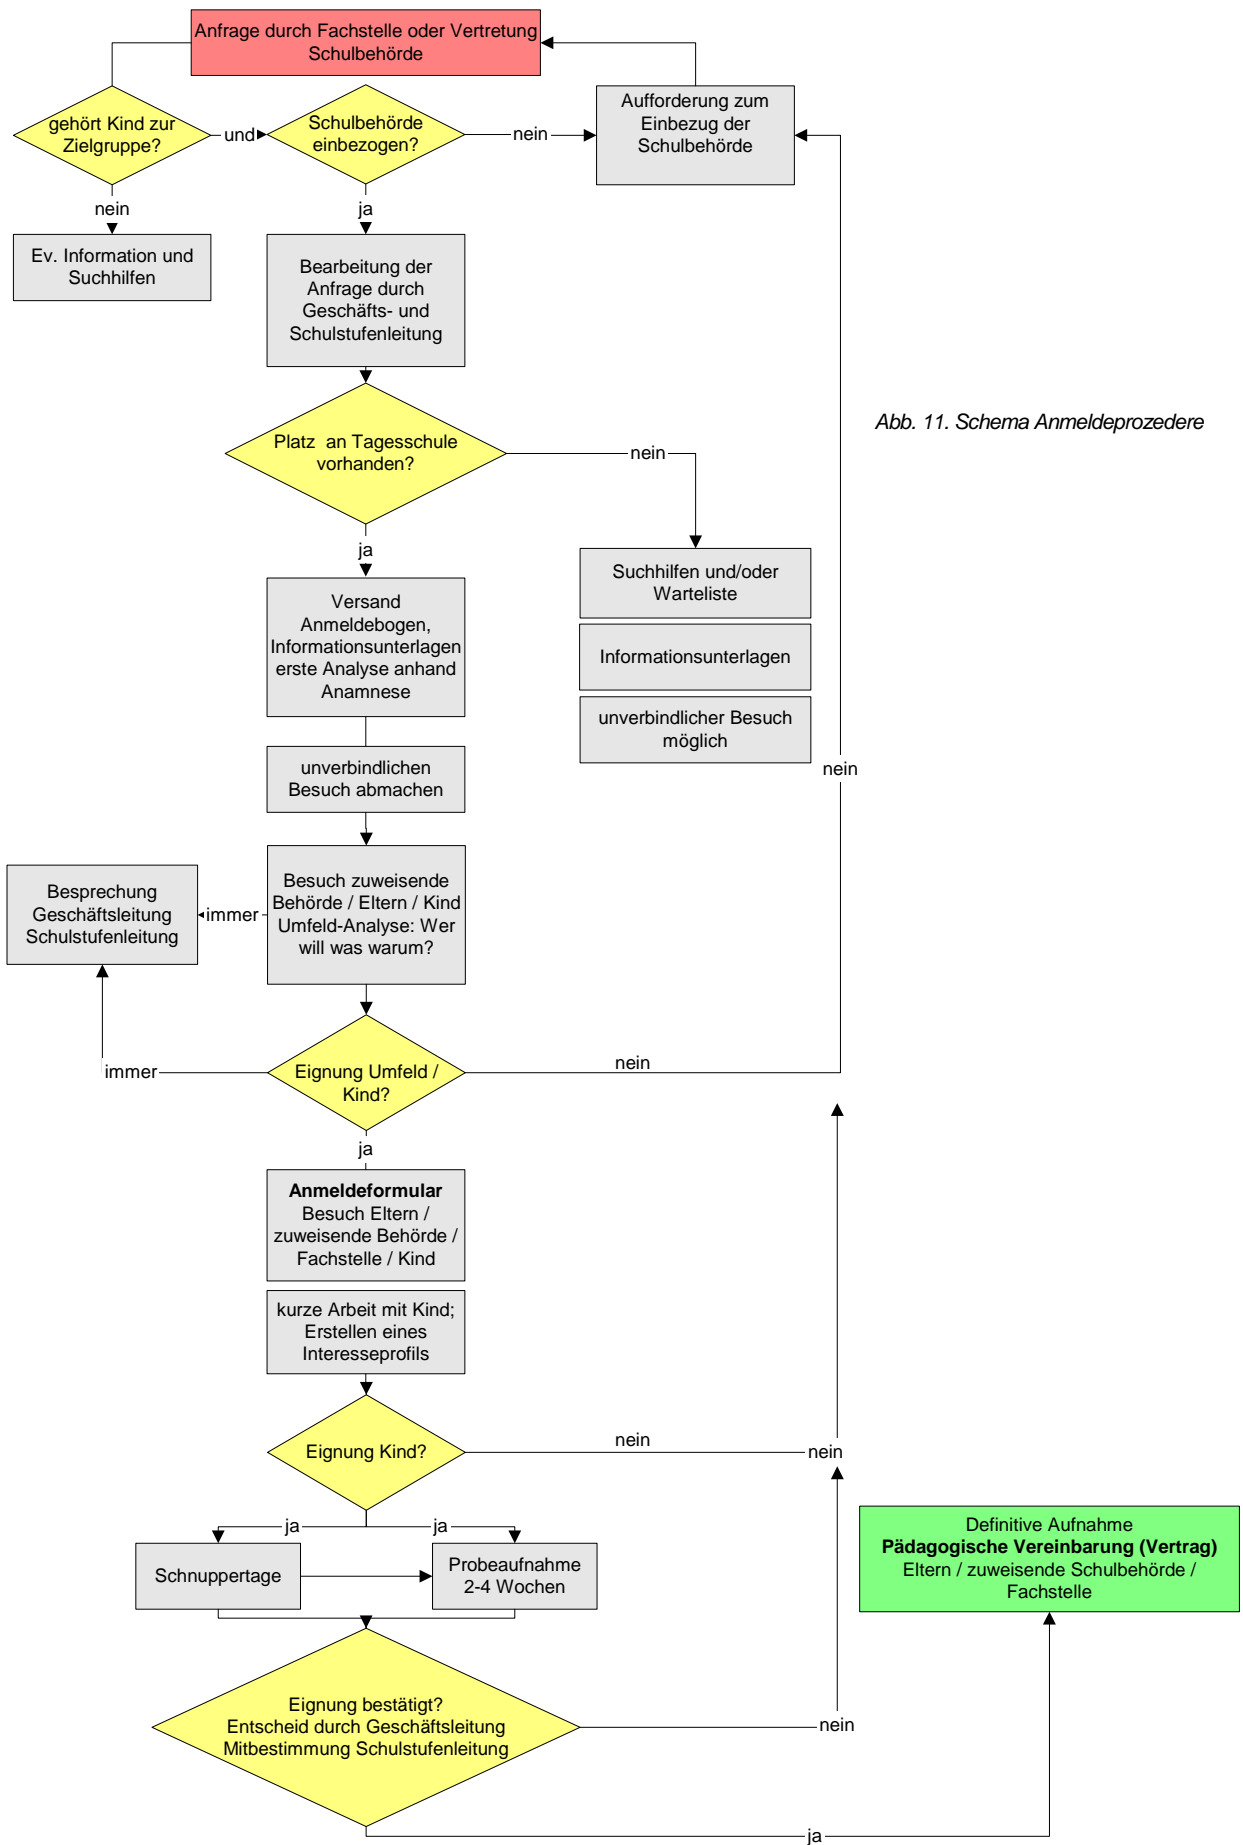 Anfrage durch Fachstelle oder Vertretung
Schulbehörde
gehört Kind zur
Zielgruppe?
und
Schulbehörde
einbezogen?
nein
Aufforderung zum
Einbezug der
Schulbehörde
nein
ja
Ev. Information und
Suchhilfen
Bearbeitung der
Anfrage durch
Geschäfts- und
Schulstufenleitung
Abb. 11. Schema Anmeldeprozedere
Platz an Tagesschule
vorhanden?
nein
ja
Suchhilfen und/oder
Warteliste
Informationsunterlagen
unverbindlicher Besuch
möglich
Versand
Anmeldebogen,
Informationsunterlagen
erste Analyse anhand
Anamnese
unverbindlichen
Besuch abmachen
nein
Besprechung
Geschäftsleitung
Schulstufenleitung
immer
Besuch zuweisende
Behörde / Eltern / Kind
Umfeld-Analyse: Wer
will was warum?
immer
Eignung Umfeld /
Kind?
nein
ja
Anmeldeformular
Besuch Eltern /
zuweisende Behörde /
Fachstelle / Kind
kurze Arbeit mit Kind;
Erstellen eines
Interesseprofils
Eignung Kind?
nein
nein
ja
ja
Schnuppertage
Probeaufnahme
2-4 Wochen
Definitive Aufnahme
Pädagogische Vereinbarung (Vertrag)
Eltern / zuweisende Schulbehörde /
Fachstelle
Eignung bestätigt?
Entscheid durch Geschäftsleitung
Mitbestimmung Schulstufenleitung
nein
ja